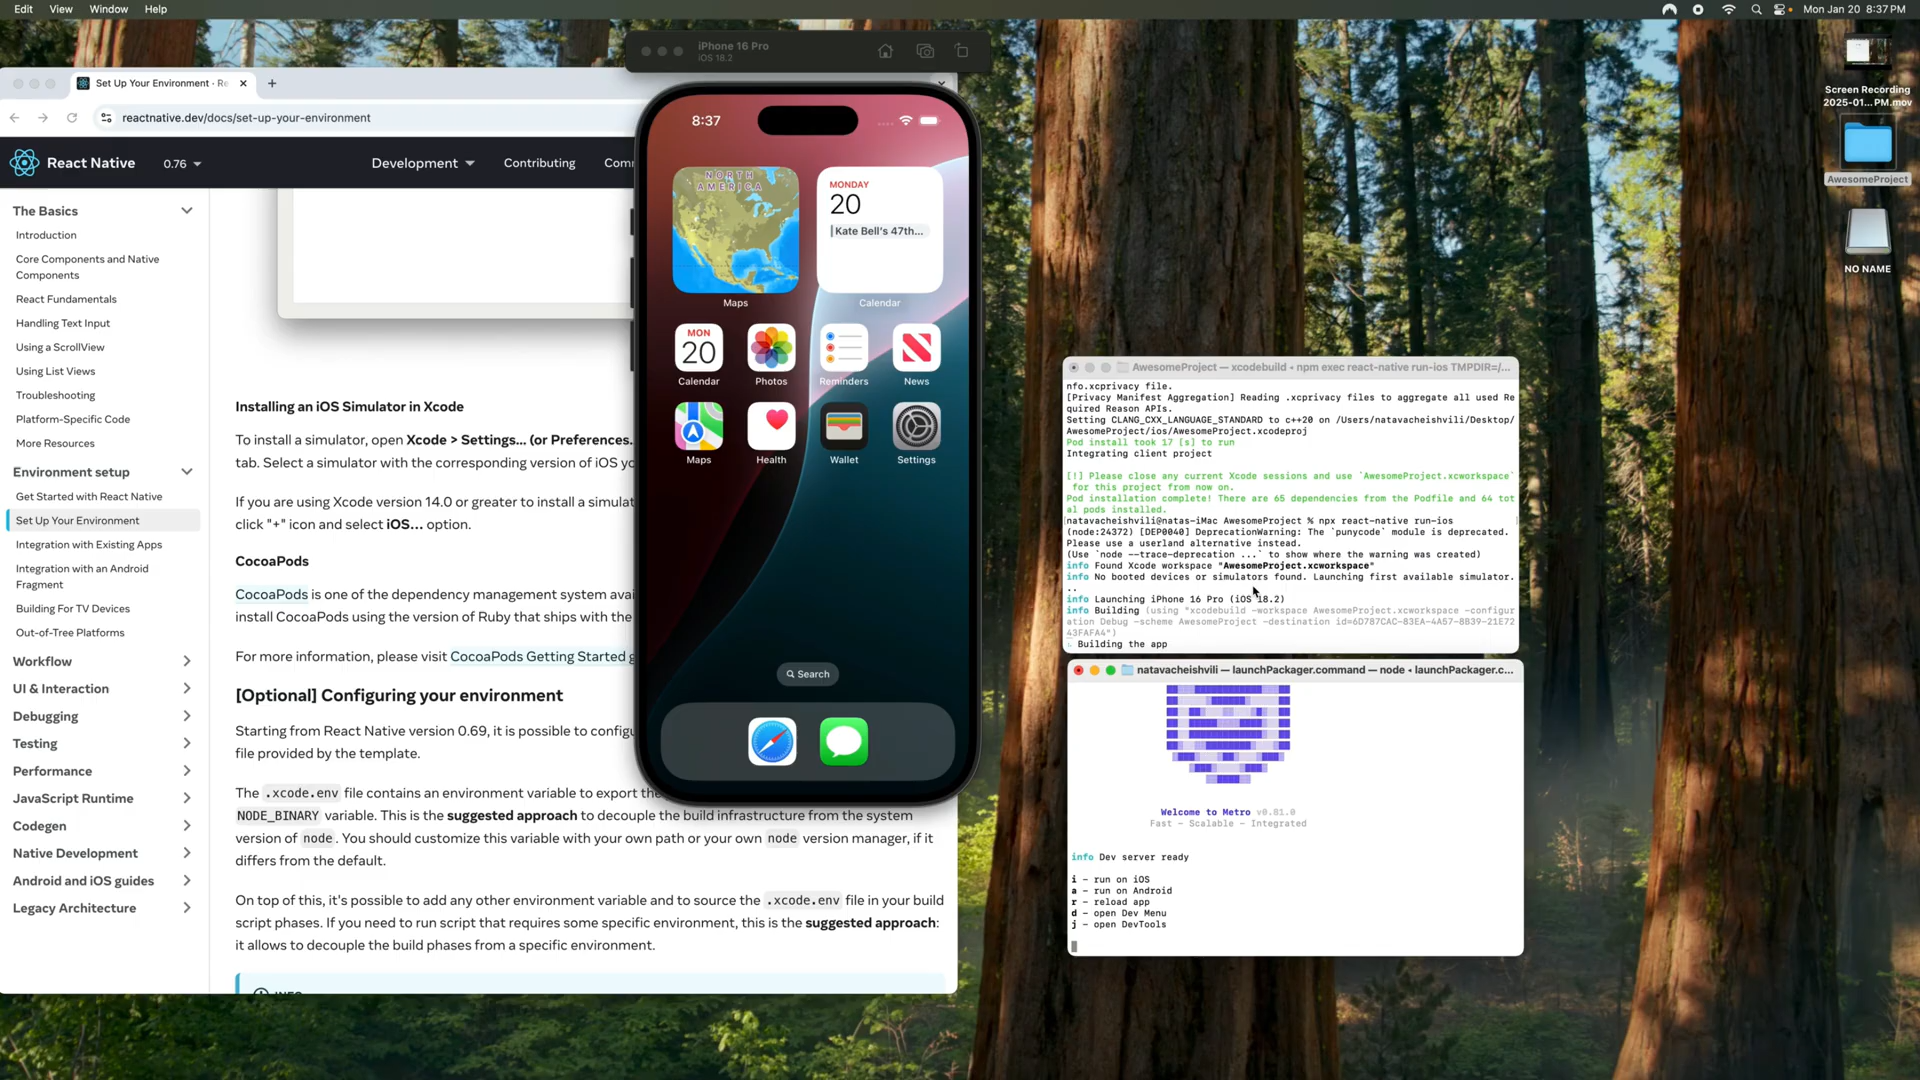 Edit View Window Help
Mon Jan 20 8:37 PM
iPhone 16 Pro
iOS 18.2
Set Up Your Environment · Re
reactnative.dev/docs/set-up-your-environment
React Native 0.76 Development Contributing Com
The Basics
Introduction
Core Components and Native
Components
React Fundamentals
Handling Text Input
Using a ScrollView
Using List Views
Troubleshooting
Platform-Specific Code
More Resources
Environment setup
Get Started with React Native
Set Up Your Environment
Integration with Existing Apps
Integration with an Android
Fragment
Building For TV Devices
Out-of-Tree Platforms
Workflow
UI & Interaction
Debugging
Testing
Performance
JavaScript Runtime
Codegen
Native Development
Android and iOS guides
Legacy Architecture
Installing an iOS Simulator in Xcode
To install a simulator, open Xcode > Settings... (or Preferences..
tab. Select a simulator with the corresponding version of iOS yo
If you are using Xcode version 14.0 or greater to install a simulat
click "+" icon and select iOS... option.
CocoaPods
CocoaPods is one of the dependency management system avai
install CocoaPods using the version of Ruby that ships with the
For more information, please visit CocoaPods Getting Started g
[Optional] Configuring your environment
Starting from React Native version 0.69, it is possible to configu
file provided by the template.
The .xcode.env file contains an environment variable to export the
NODE_BINARY variable. This is the suggested approach to decouple the build infrastructure from the system
version of node. You should customize this variable with your own path or your own node version manager, if it
differs from the default.
On top of this, it's possible to add any other environment variable and to source the .xcode.env file in your build
script phases. If you need to run script that requires some specific environment, this is the suggested approach:
it allows to decouple the build phases from a specific environment.
8:37
NORTH
AMERICA
Maps
MONDAY
20
Kate Bell's 47th...
Calendar
MON
20
Calendar Photos Reminders News
Maps Health Wallet Settings
Search
AwesomeProject — xcodebuild ◂ npm exec react-native run-ios TMPDIR=/...
nfo.xcprivacy file.
[Privacy Manifest Aggregation] Reading .xcprivacy files to aggregate all used Re
quired Reason APIs.
Setting CLANG_CXX_LANGUAGE_STANDARD to c++20 on /Users/natavacheishvili/Desktop/
AwesomeProject/ios/AwesomeProject.xcodeproj
Pod install took 17 [s] to run
Integrating client project
[!] Please close any current Xcode sessions and use `AwesomeProject.xcworkspace`
for this project from now on.
Pod installation complete! There are 65 dependencies from the Podfile and 64 tot
al pods installed.
natavacheishvili@natas-iMac AwesomeProject % npx react-native run-ios
(node:24372) [DEP0040] DeprecationWarning: The `punycode` module is deprecated.
Please use a userland alternative instead.
(Use `node --trace-deprecation ...` to show where the warning was created)
info Found Xcode workspace "AwesomeProject.xcworkspace"
info No booted devices or simulators found. Launching first available simulator.
..
info Launching iPhone 16 Pro (iOS 18.2)
info Building (using "xcodebuild -workspace AwesomeProject.xcworkspace -configur
ation Debug -scheme AwesomeProject -destination id=6D787CAC-83EA-4A57-8B39-21E72
43FAFA4")
Building the app
natavacheishvili — launchPackager.command — node ◂ launchPackager.c...
Welcome to Metro v0.81.0
Fast - Scalable - Integrated
info Dev server ready
i - run on iOS
a - run on Android
r - reload app
d - open Dev Menu
j - open DevTools
Screen Recording
2025-01...PM.mov
AwesomeProject
NO NAME